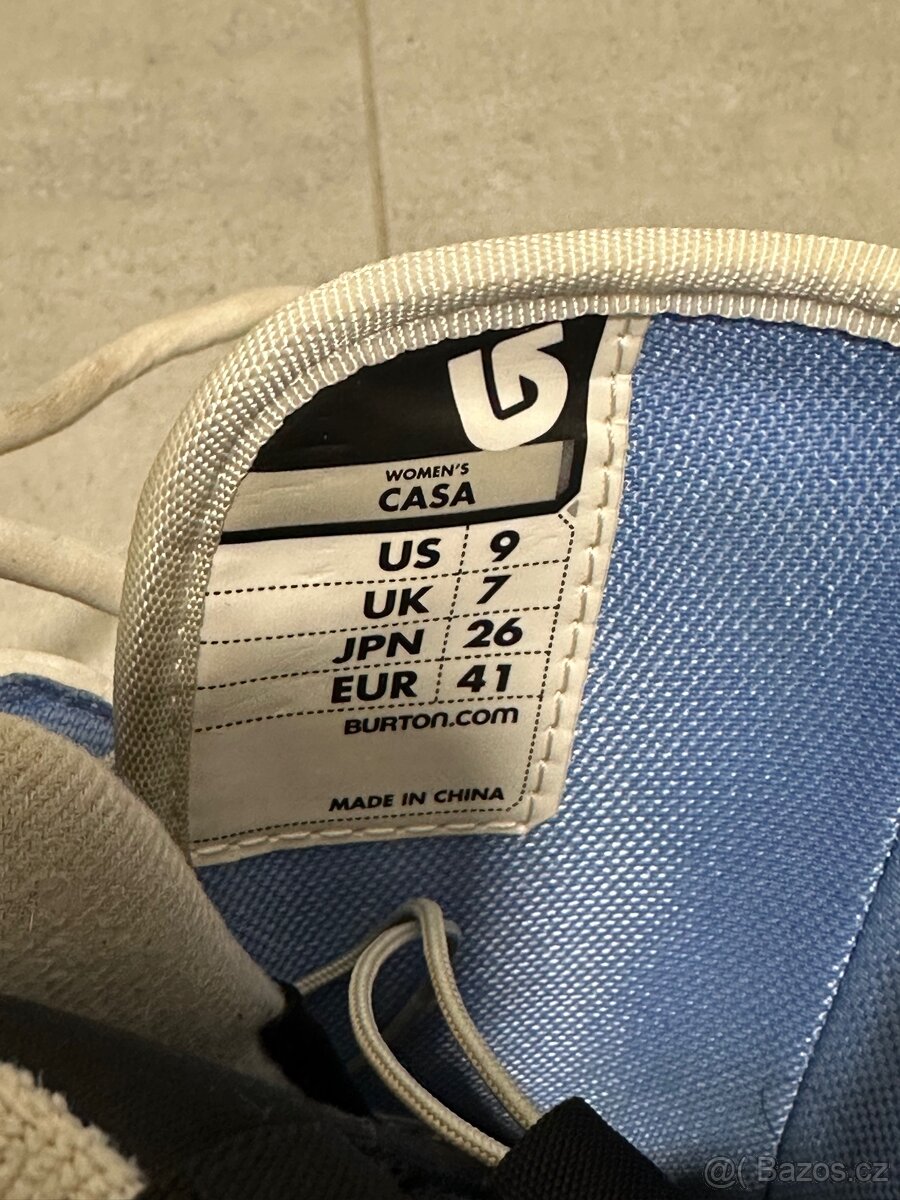 WOMEN'S
CASA
US 9
UK 7
JPN 26
EUR 41
BURTON.COM
MADE IN CHINA
@( Bazos.cz